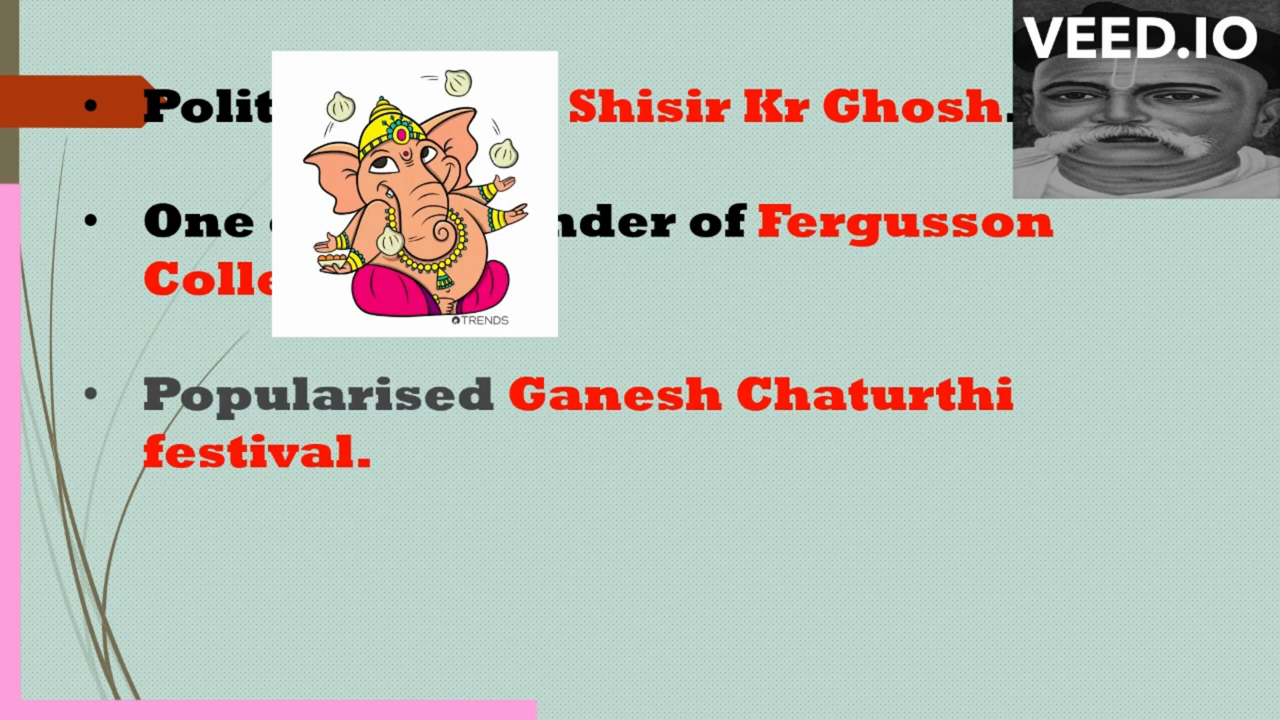 VEED.IO
• Polit Shisir Kr Ghosh.
• One nder of Fergusson
Colle
TRENDS
• Popularised Ganesh Chaturthi
festival.